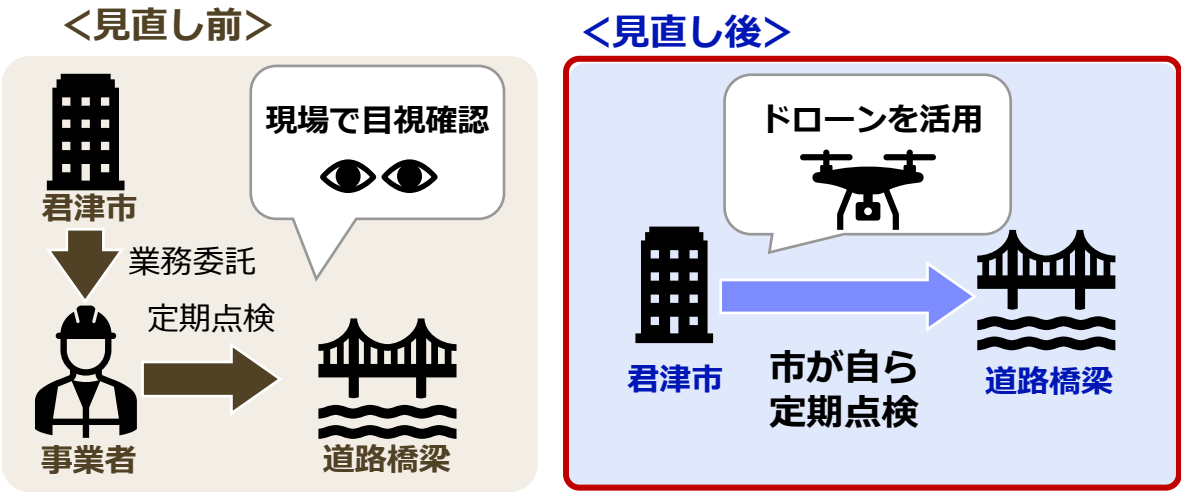 ＜見直し前＞
現場で目視確認
君津市
業務委託
定期点検
事業者
道路橋梁
＜見直し後＞
ドローンを活用
君津市
市が自ら
定期点検
道路橋梁